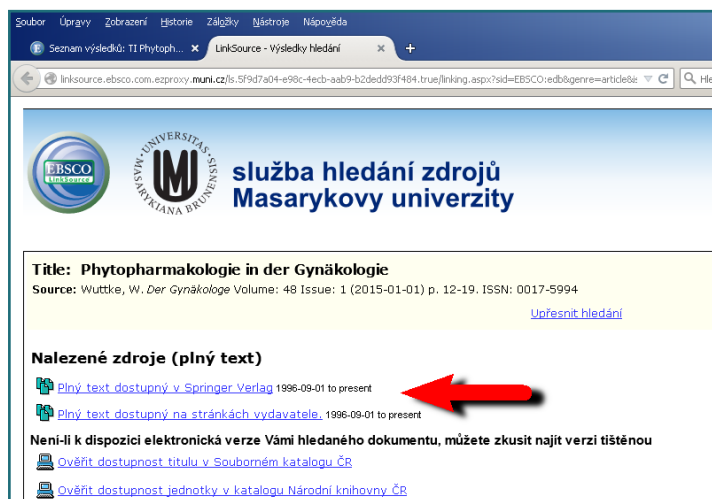 Soubor Úpravy Zobrazení Historie Záložky Nástroje Nápověda
Seznam výsledků: TI Phytoph... × LinkSource - Výsledky hledání × +
linksource.ebsco.com.ezproxy.muni.cz/ls.5f9d7a04-e98c-4ecb-aab9-b2dedd93f484.true/linking.aspx?sid=EBSCO:edb&genre=article&
EBSCO
LinkSource
UNIVERSITAS MASARYKIANA BRUNENSIS
služba hledání zdrojů
Masarykovy univerzity
Title: Phytopharmakologie in der Gynäkologie
Source: Wuttke, W. Der Gynäkologe Volume: 48 Issue: 1 (2015-01-01) p. 12-19. ISSN: 0017-5994
Upřesnit hledání
Nalezené zdroje (plný text)
Plný text dostupný v Springer Verlag 1996-09-01 to present
Plný text dostupný na stránkách vydavatele. 1996-09-01 to present
Není-li k dispozici elektronická verze Vámi hledaného dokumentu, můžete zkusit najít verzi tištěnou
Ověřit dostupnost titulu v Souborném katalogu ČR
Ověřit dostupnost jednotky v katalogu Národní knihovny ČR